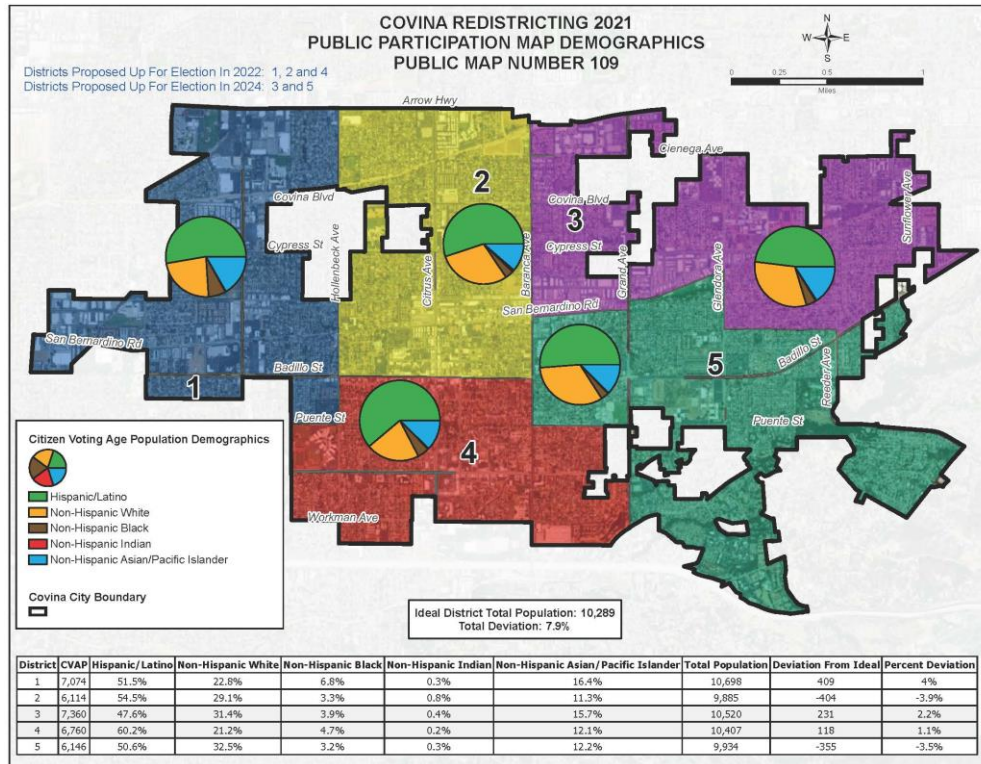 COVINA REDISTRICTING 2021
PUBLIC PARTICIPATION MAP DEMOGRAPHICS
PUBLIC MAP NUMBER 109
N
W E
S
0 0.5 1
Miles
Districts Proposed Up For Election In 2022: 1, 2 and 4
Districts Proposed Up For Election In 2024: 3 and 5
Arrow Hwy
Cienega Ave
2
Covina Blvd
Covina Blvd
3
Sunflower Ave
Cypress St
Cypress St
Hollenbeck Ave
Citrus Ave
Baranca Ave
Grand Ave
Glendora Ave
San Bernardino Rd
San Bernardino Rd
Badillo St
Badillo St
5
Reeder Ave
1
Puente St
Puente St
4
Workman Ave
Citizen Voting Age Population Demographics
Hispanic/Latino
Non-Hispanic White
Non-Hispanic Black
Non-Hispanic Indian
Non-Hispanic Asian/Pacific Islander
Covina City Boundary
Ideal District Total Population: 10,289
Total Deviation: 7.9%
District CVAP Hispanic/Latino Non-Hispanic White Non-Hispanic Black Non-Hispanic Indian Non-Hispanic Asian/Pacific Islander Total Population Deviation From Ideal Percent Deviation
1 7,074 51.5% 22.8% 6.8% 0.3% 16.4% 10,698 409 4%
2 6,114 54.5% 29.1% 3.3% 0.8% 11.3% 9,885 -404 -3.9%
3 7,360 47.6% 31.4% 3.9% 0.4% 15.7% 10,520 231 2.2%
4 6,760 60.2% 21.2% 4.7% 0.2% 12.1% 10,407 118 1.1%
5 6,146 50.6% 32.5% 3.2% 0.3% 12.2% 9,934 -355 -3.5%